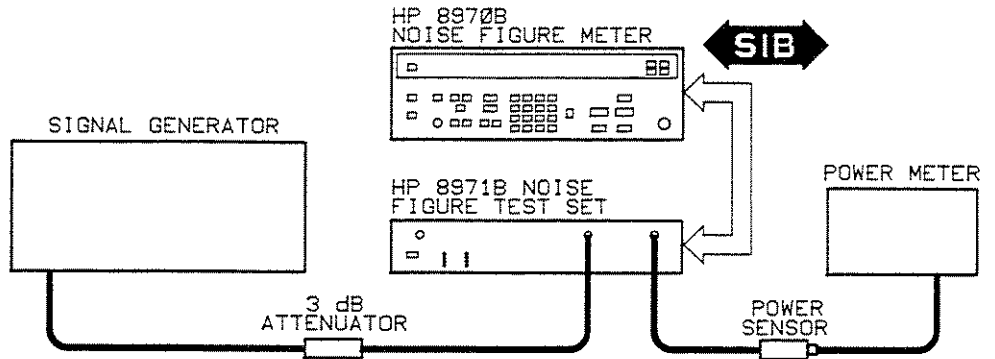 HP 8970B
NOISE FIGURE METER
SIB
SIGNAL GENERATOR
POWER METER
HP 8971B NOISE
FIGURE TEST SET
3 dB
ATTENUATOR
POWER
SENSOR